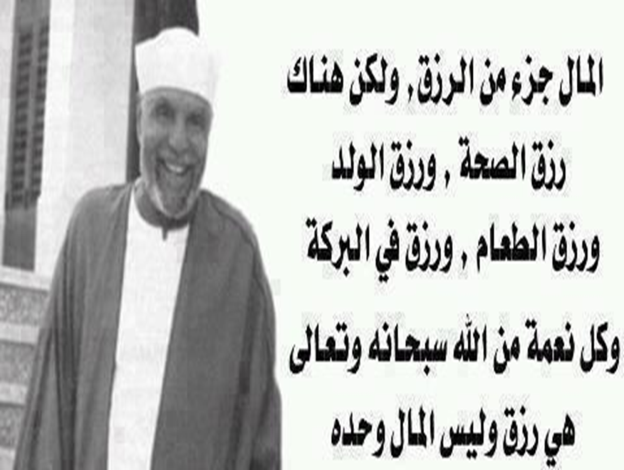 المال جزء من الرزق, ولكن هناك
رزق الصحة , ورزق الولد
ورزق الطعام , ورزق في البركة
وكل نعمة من الله سبحانه وتعالى
هي رزق وليس المال وحده